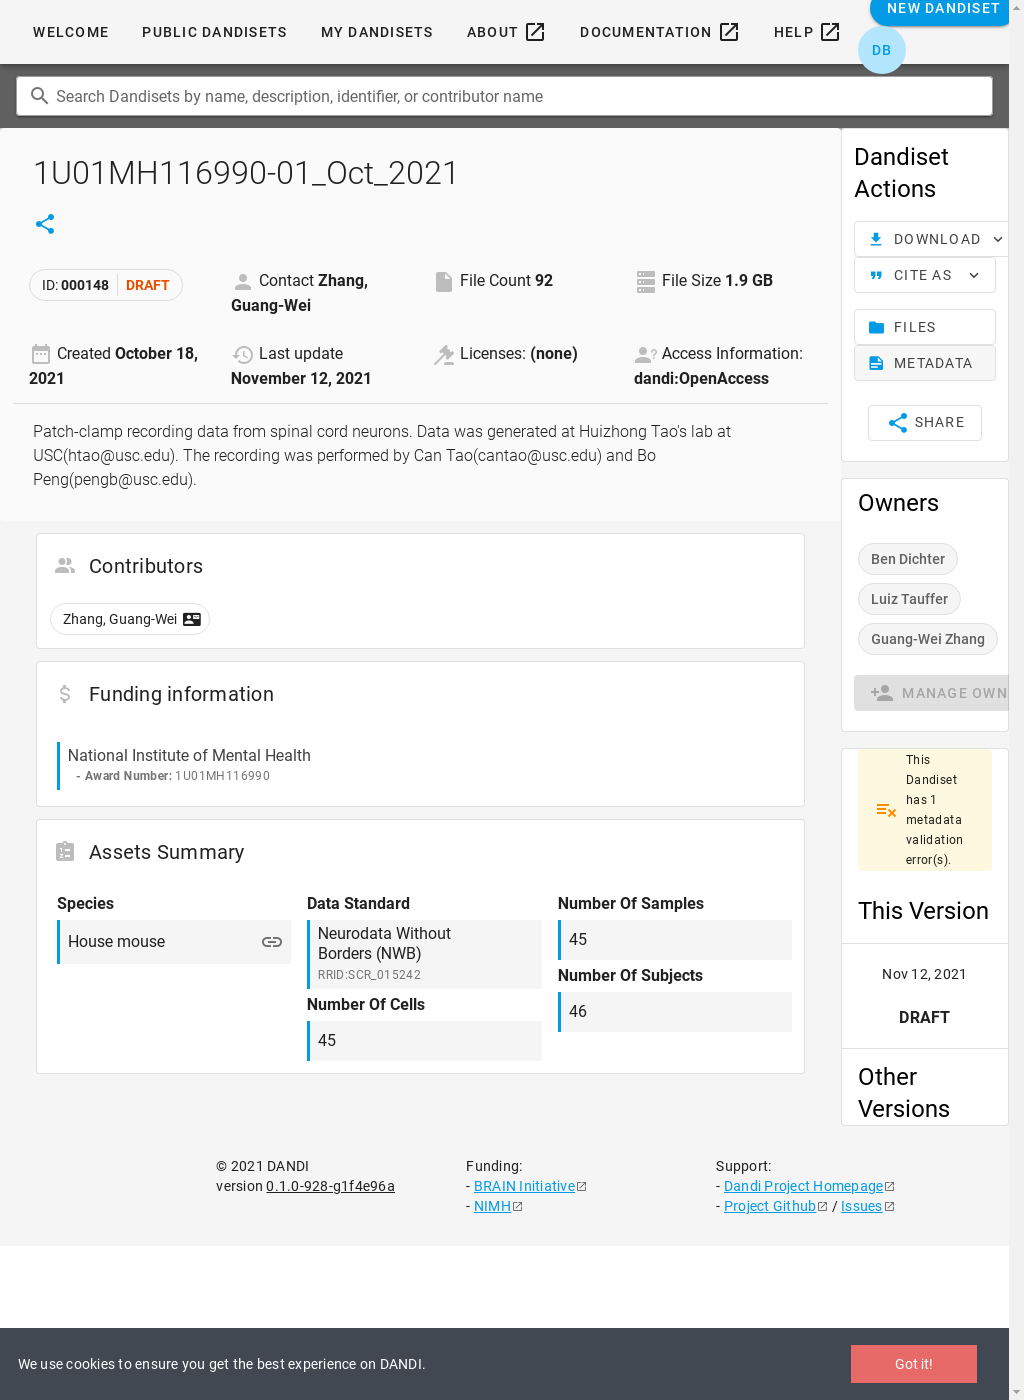 NEW DANDISET
WELCOME
PUBLIC DANDISETS
MY DANDISETS
ABOUT
DOCUMENTATION
HELP
DB
Search Dandisets by name, description, identifier, or contributor name
1U01MH116990-01_Oct_2021
ID: 000148 DRAFT
Contact Zhang,
Guang-Wei
File Count 92
File Size 1.9 GB
Created October 18,
2021
Last update
November 12, 2021
Licenses: (none)
Access Information:
dandi:OpenAccess
Patch-clamp recording data from spinal cord neurons. Data was generated at Huizhong Tao's lab at
USC(htao@usc.edu). The recording was performed by Can Tao(cantao@usc.edu) and Bo
Peng(pengb@usc.edu).
Contributors
Zhang, Guang-Wei
Funding information
National Institute of Mental Health
- Award Number: 1U01MH116990
Assets Summary
Species
House mouse
Data Standard
Neurodata Without
Borders (NWB)
RRID:SCR_015242
Number Of Cells
45
Number Of Samples
45
Number Of Subjects
46
Dandiset
Actions
DOWNLOAD
CITE AS
FILES
METADATA
SHARE
Owners
Ben Dichter
Luiz Tauffer
Guang-Wei Zhang
MANAGE OWN
This
Dandiset
has 1
metadata
validation
error(s).
This Version
Nov 12, 2021
DRAFT
Other
Versions
© 2021 DANDI
version 0.1.0-928-g1f4e96a
Funding:
- BRAIN Initiative
- NIMH
Support:
- Dandi Project Homepage
- Project Github / Issues
We use cookies to ensure you get the best experience on DANDI.
Got it!